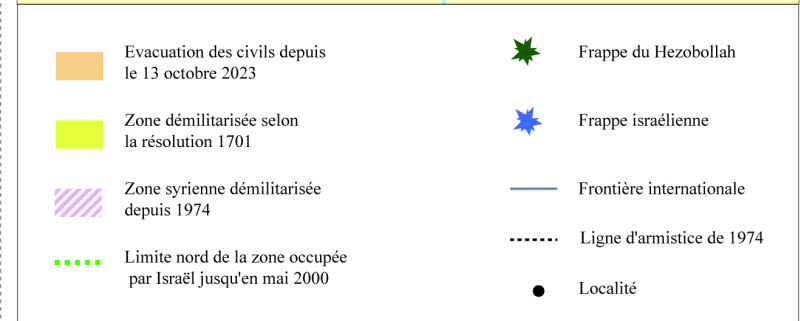 Evacuation des civils depuis
le 13 octobre 2023
Zone démilitarisée selon
la résolution 1701
Zone syrienne démilitarisée
depuis 1974
Limite nord de la zone occupée
par Israël jusqu'en mai 2000
Frappe du Hezobollah
Frappe israélienne
Frontière internationale
Ligne d'armistice de 1974
Localité